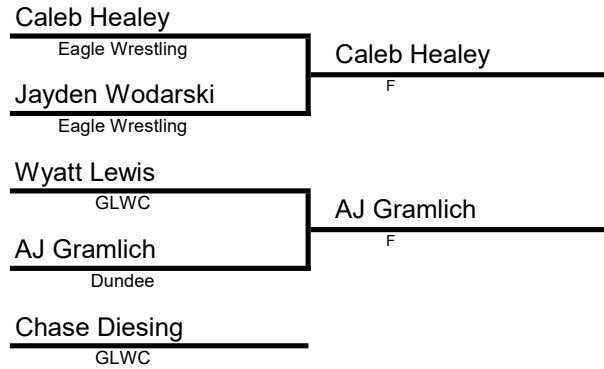 Caleb Healey
Eagle Wrestling
Caleb Healey
F
Jayden Wodarski
Eagle Wrestling
Wyatt Lewis
GLWC
AJ Gramlich
F
AJ Gramlich
Dundee
Chase Diesing
GLWC